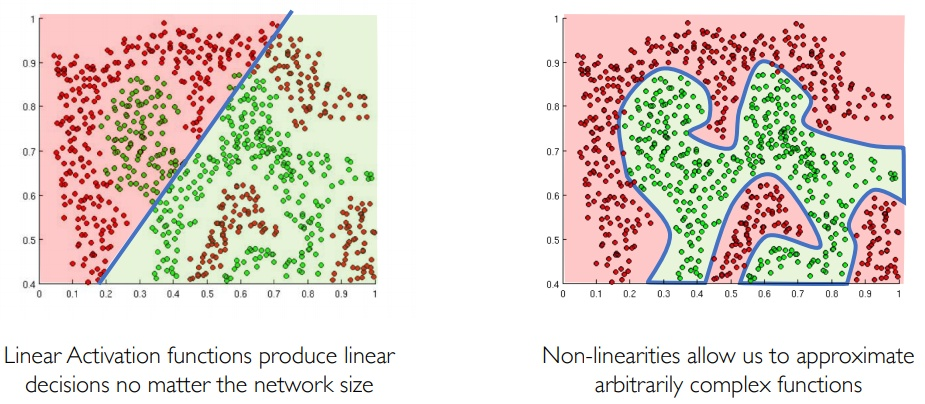 1
0.9
0.8
0.7
0.6
0.5
0.4
0 0.1 0.2 0.3 0.4 0.5 0.6 0.7 0.8 0.9 1
Linear Activation functions produce linear
decisions no matter the network size
1
0.9
0.8
0.7
0.6
0.5
0.4
0 0.1 0.2 0.3 0.4 0.5 0.6 0.7 0.8 0.9 1
Non-linearities allow us to approximate
arbitrarily complex functions